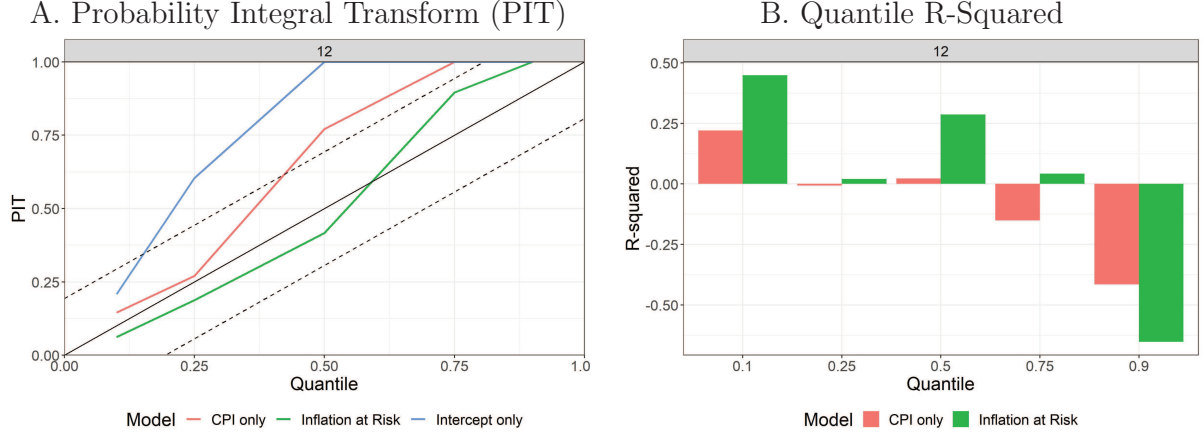 A. Probability Integral Transform (PIT)
12
1.00
0.75
0.50
0.25
0.00
PIT
0.00
0.25
0.50
0.75
1.0
Quantile
Model
CPI only
Inflation at Risk
Intercept only
B. Quantile R-Squared
12
0.50
0.25
0.00
-0.25
-0.50
R-squared
0.1
0.25
0.5
0.75
0.9
Quantile
Model
CPI only
Inflation at Risk